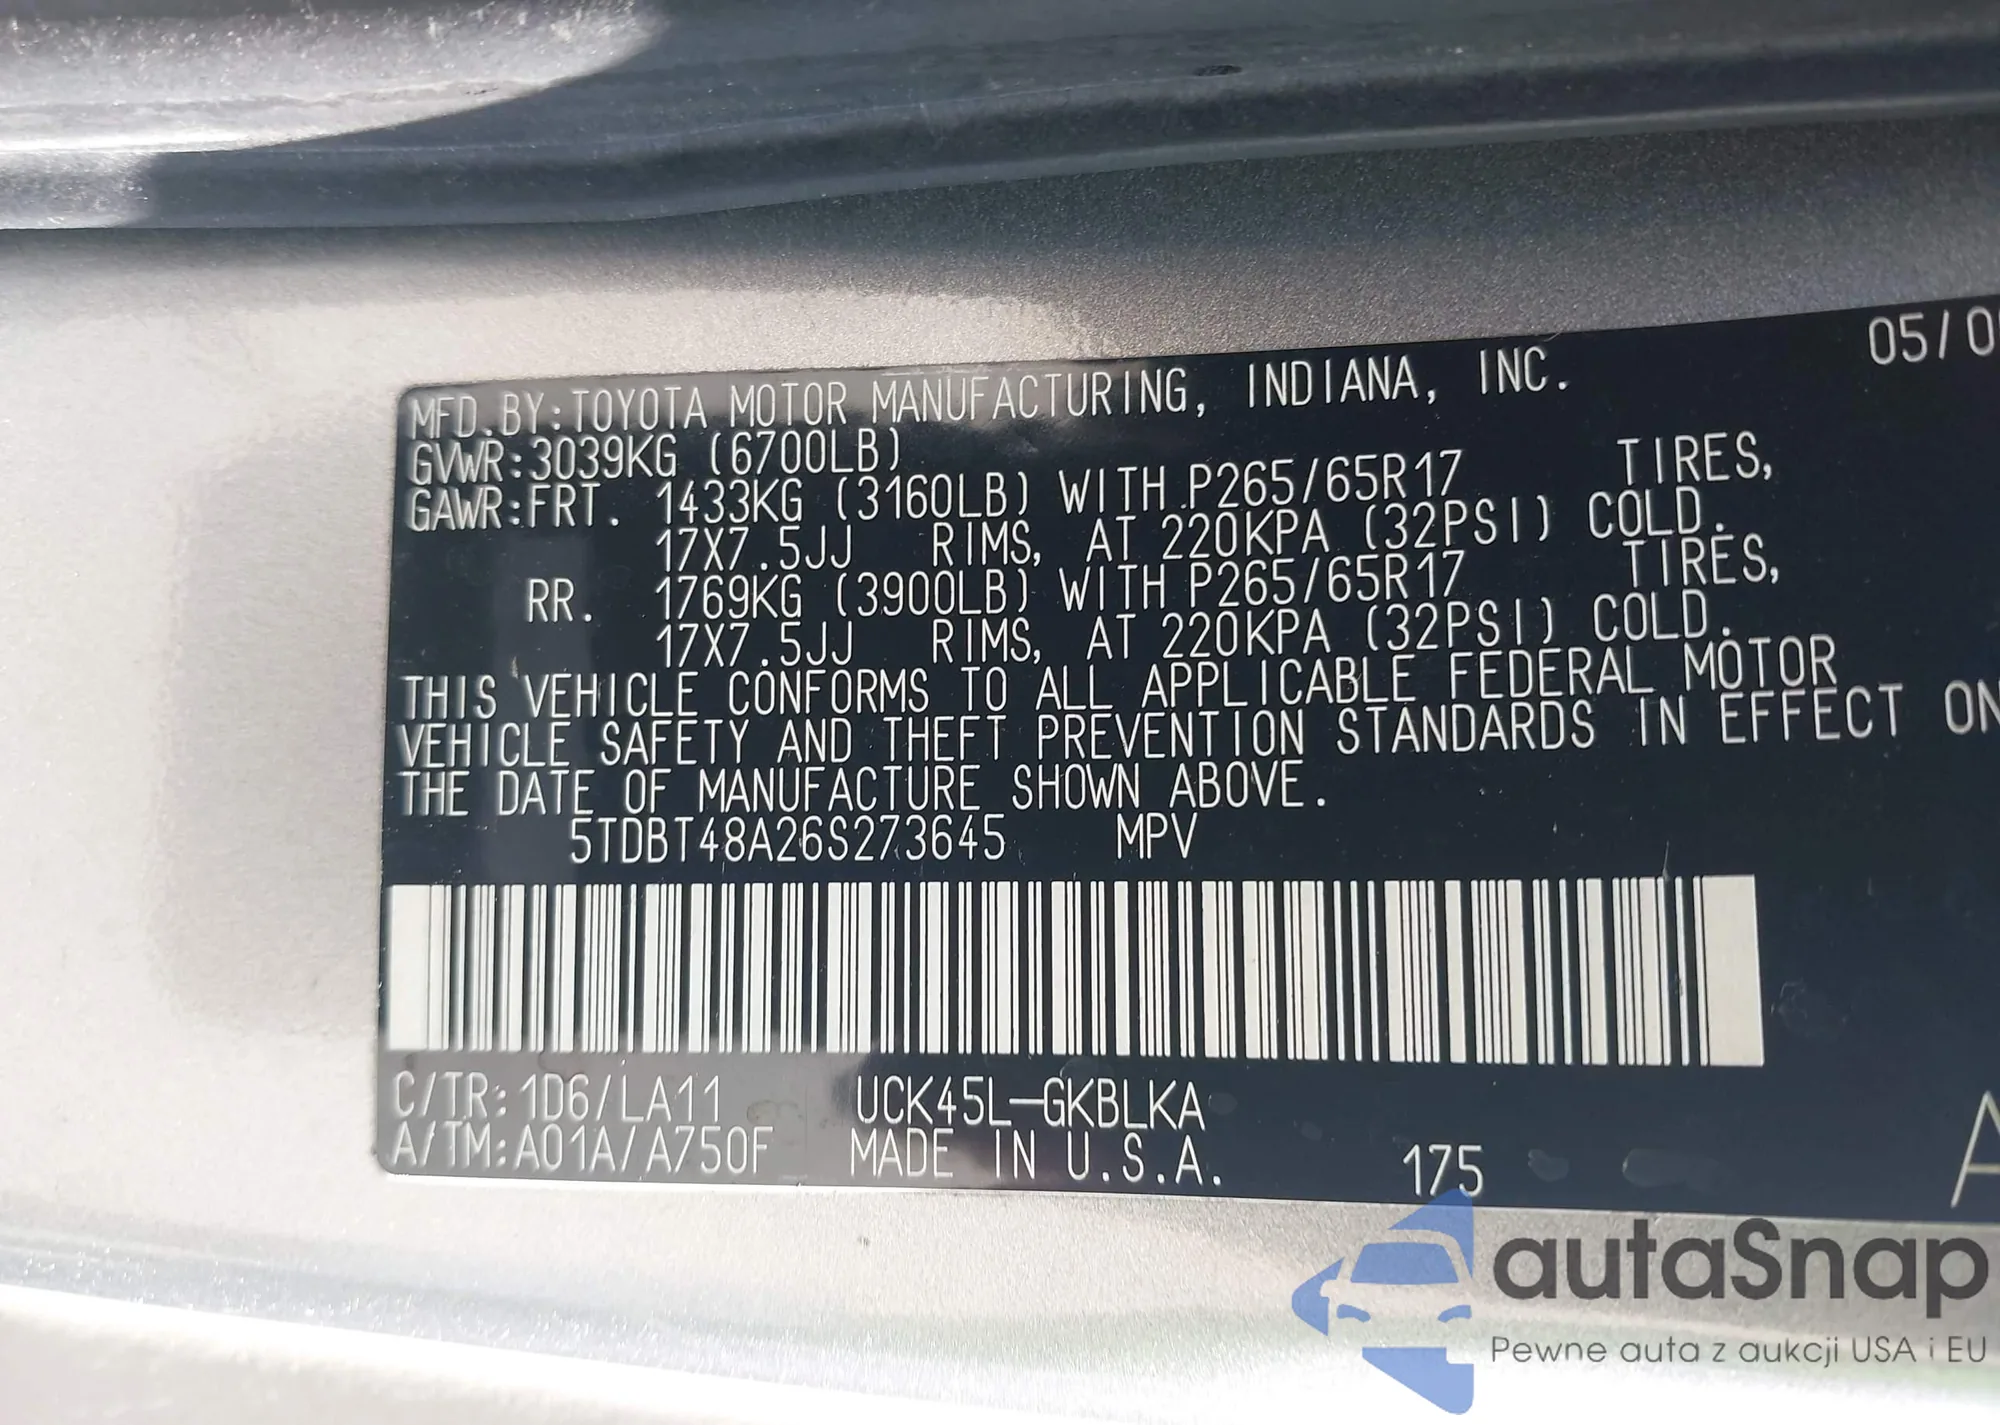 05/0
MFD.BY:TOYOTA MOTOR MANUFACTURING, INDIANA, INC.
GVWR:3039KG (6700LB)
GAWR:FRT. 1433KG (3160LB) WITH P265/65R17 TIRES,
17X7.5JJ RIMS, AT 220KPA (32PSI) COLD.
RR. 1769KG (3900LB) WITH P265/65R17 TIRES,
17X7.5JJ RIMS, AT 220KPA (32PSI) COLD.
THIS VEHICLE CONFORMS TO ALL APPLICABLE FEDERAL MOTOR
VEHICLE SAFETY AND THEFT PREVENTION STANDARDS IN EFFECT ON
THE DATE OF MANUFACTURE SHOWN ABOVE.
5TDBT48A26S273645 MPV
C/TR:1D6/LA11 UCK45L-GKBLKA
A/TM:A01A/A750F MADE IN U.S.A. 175
A
autaSnap
Pewne auta z aukcji USA i EU